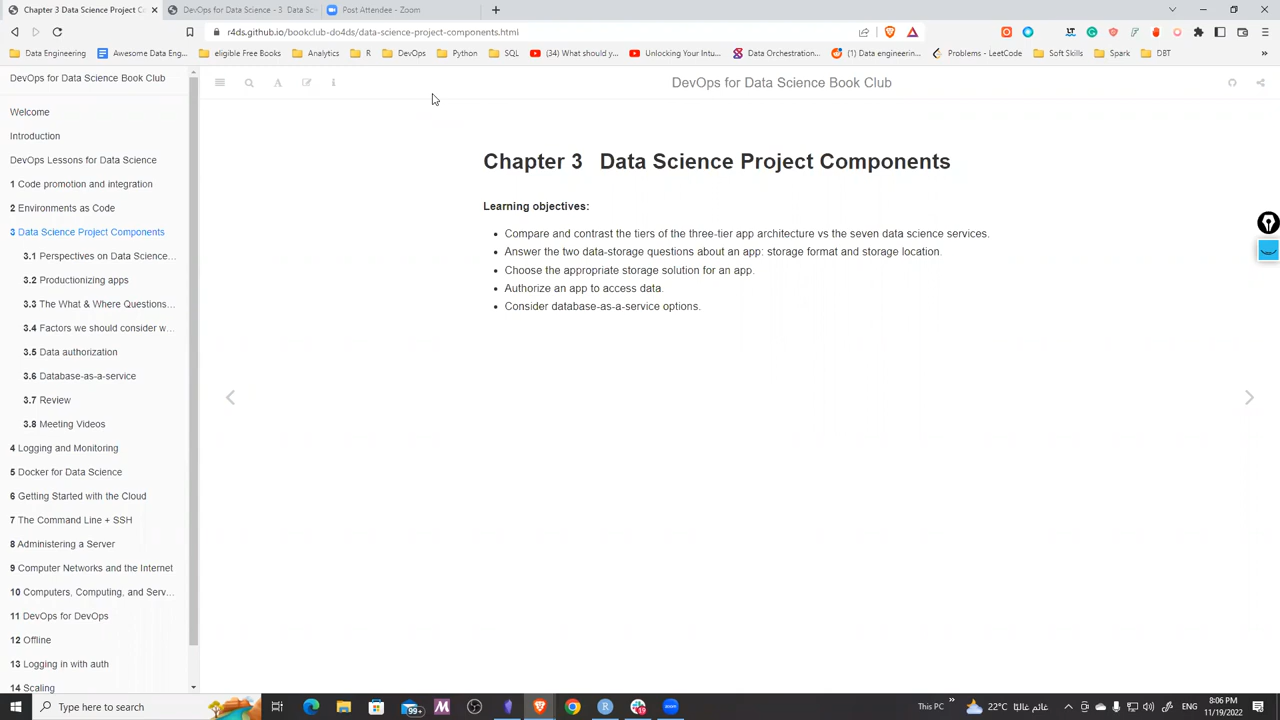 Chapter 3 Data Science Project C
DevOps for Data Science - 3 Data Sc
Post Attendee - Zoom
r4ds.github.io/bookclub-do4ds/data-science-project-components.html
Data Engineering
Awesome Data Eng...
eligible Free Books
Analytics
R
DevOps
Python
SQL
(34) What should y...
Unlocking Your Intu...
Data Orchestration...
(1) Data engineerin...
Problems - LeetCode
Soft Skills
Spark
DBT
DevOps for Data Science Book Club
Welcome
Introduction
DevOps Lessons for Data Science
1 Code promotion and integration
2 Environments as Code
3 Data Science Project Components
3.1 Perspectives on Data Science...
3.2 Productionizing apps
3.3 The What & Where Questions...
3.4 Factors we should consider w...
3.5 Data authorization
3.6 Database-as-a-service
3.7 Review
3.8 Meeting Videos
4 Logging and Monitoring
5 Docker for Data Science
6 Getting Started with the Cloud
7 The Command Line + SSH
8 Administering a Server
9 Computer Networks and the Internet
10 Computers, Computing, and Serv...
11 DevOps for DevOps
12 Offline
13 Logging in with auth
14 Scaling
DevOps for Data Science Book Club
Chapter 3 Data Science Project Components
Learning objectives:
• Compare and contrast the tiers of the three-tier app architecture vs the seven data science services.
• Answer the two data-storage questions about an app: storage format and storage location.
• Choose the appropriate storage solution for an app.
• Authorize an app to access data.
• Consider database-as-a-service options.
Type here to search
99+
This PC
22°C غائم غالبًا
ENG
8:06 PM
11/19/2022